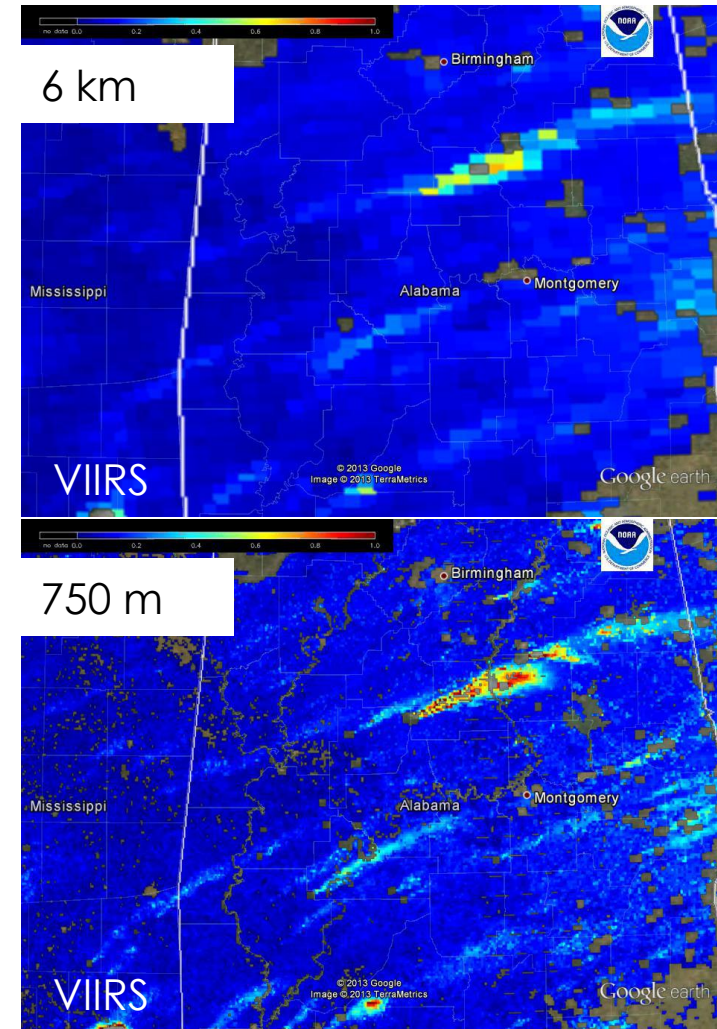 no data 0.0 0.2 0.4 0.6 0.8 1.0
NOAA
Birmingham
6 km
Mississippi
Alabama
Montgomery
VIIRS
© 2013 Google
Image © 2013 TerraMetrics
Google earth
no data 0.0 0.2 0.4 0.6 0.8 1.0
NOAA
Birmingham
750 m
Mississippi
Alabama
Montgomery
VIIRS
© 2013 Google
Image © 2013 TerraMetrics
Google earth